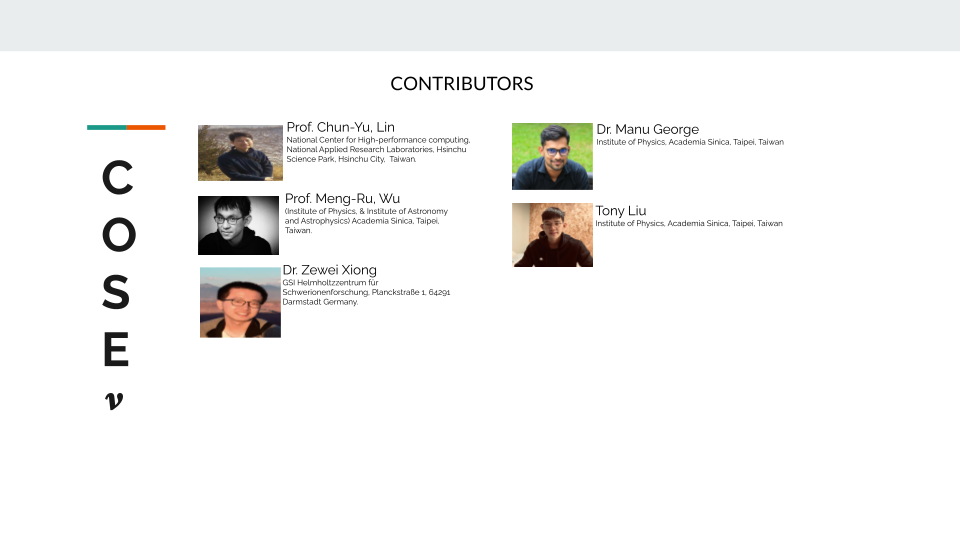 CONTRIBUTORS
C
O
S
E
ν
Prof. Chun-Yu, Lin
National Center for High-performance computing,
National Applied Research Laboratories, Hsinchu
Science Park, Hsinchu City,  Taiwan.
Prof. Meng-Ru, Wu
(Institute of Physics, & Institute of Astronomy
and Astrophysics) Academia Sinica, Taipei,
Taiwan.
Dr. Zewei Xiong
GSI Helmholtzzentrum für
Schwerionenforschung, Planckstraße 1, 64291
Darmstadt Germany.
Dr. Manu George
Institute of Physics, Academia Sinica, Taipei, Taiwan
Tony Liu
Institute of Physics, Academia Sinica, Taipei, Taiwan